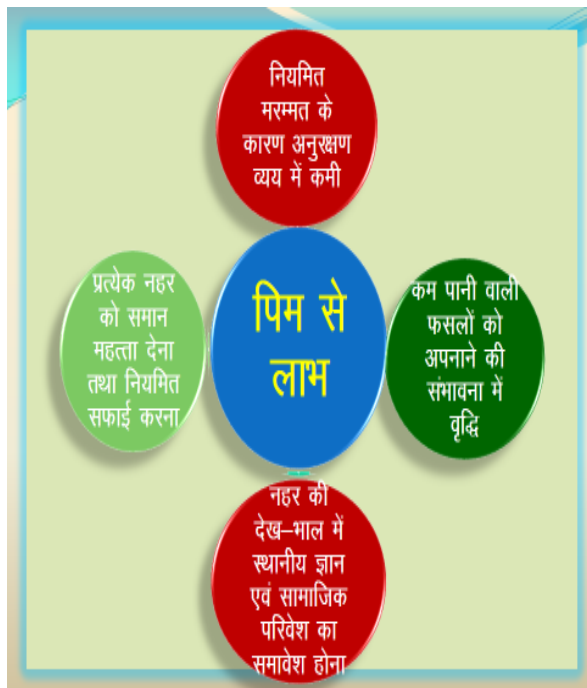 नियमित
मरम्मत के
कारण अनुरक्षण
व्यय में कमी
प्रत्येक नहर
को समान
महत्ता देना
तथा नियमित
सफाई करना
पिम से
लाभ
कम पानी वाली
फसलों को
अपनाने की
संभावना में
वृद्धि
नहर की
देख–भाल में
स्थानीय ज्ञान
एवं सामाजिक
परिवेश का
समावेश होना